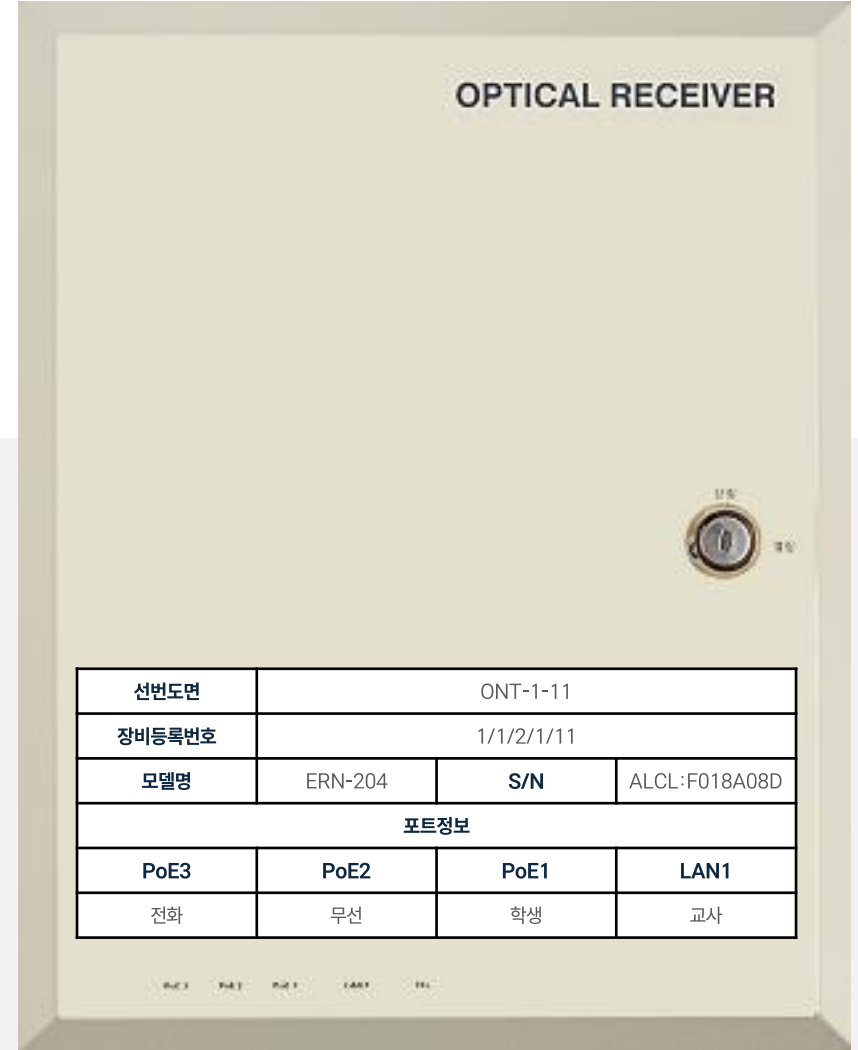 OPTICAL RECEIVER
선번도면 ONT-1-11
장비등록번호 1/1/2/1/11
모델명 ERN-204 S/N ALCL:F018A08D
포트정보
PoE3 PoE2 PoE1 LAN1
전화 무선 학생 교사